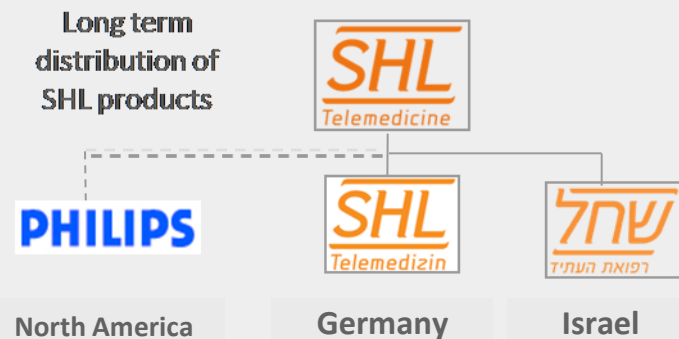 Long term
distribution of
SHL products
SHL
Telemedicine
PHILIPS
SHL
Telemedizin
שחל
רפואת העתיד
North America
Germany
Israel